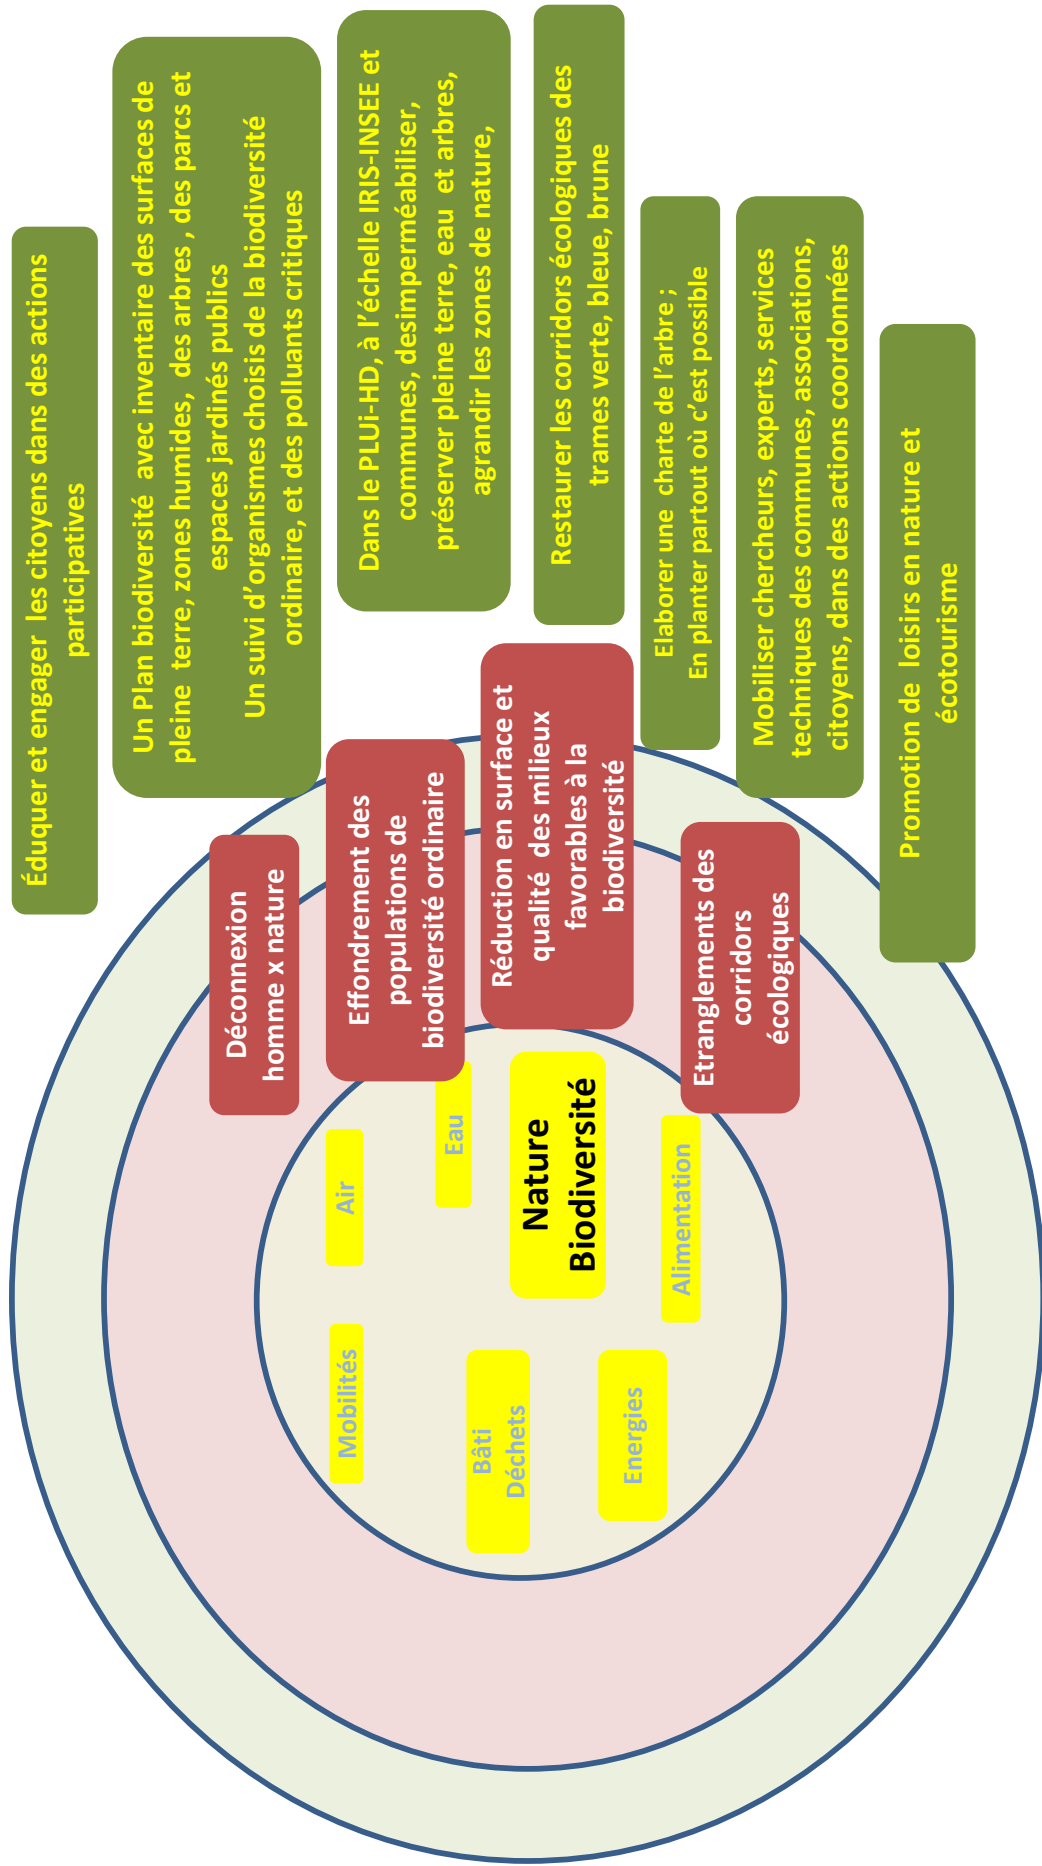 Éduquer et engager les citoyens dans des actions
participatives
Un Plan biodiversité avec inventaire des surfaces de
pleine terre, zones humides, des arbres , des parcs et
espaces jardinés publics
Un suivi d'organismes choisis de la biodiversité
ordinaire, et des polluants critiques
Dans le PLUi-HD, à l'échelle IRIS-INSEE et
communes, desimperméabiliser,
préserver pleine terre, eau et arbres,
agrandir les zones de nature,
Restaurer les corridors écologiques des
trames verte, bleue, brune
Elaborer une charte de l'arbre ;
En planter partout où c'est possible
Mobiliser chercheurs, experts, services
techniques des communes, associations,
citoyens, dans des actions coordonnées
Promotion de loisirs en nature et
écotourisme
Déconnexion
homme x nature
Effondrement des
populations de
biodiversité ordinaire
Réduction en surface et
qualité des milieux
favorables à la
biodiversité
Etranglements des
corridors
écologiques
Mobilités
Air
Eau
Bâti
Déchets
Nature
Biodiversité
Energies
Alimentation